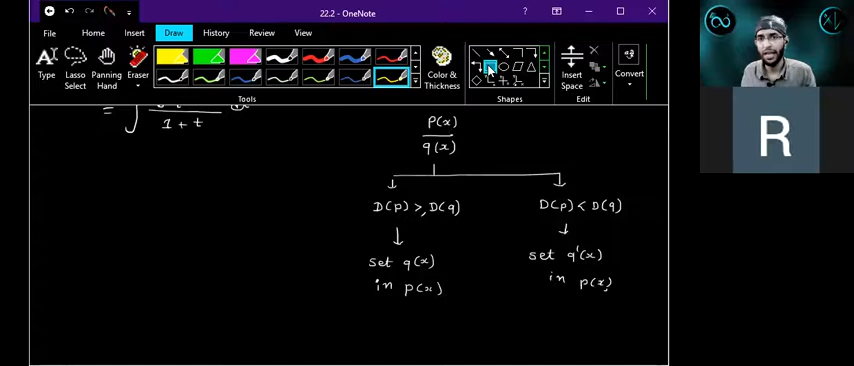 22.2 - OneNote
File
Home
Insert
Draw
History
Review
View
Type
Lasso Select
Panning Hand
Eraser
Color & Thickness
Insert Space
Convert
Tools
Shapes
Edit
= ∫ / 1 + t
P(x)
q(x)
D(p) >, D(q)
D(p) < D(q)
set q(x)
in p(x)
set q'(x)
in p(x)
R